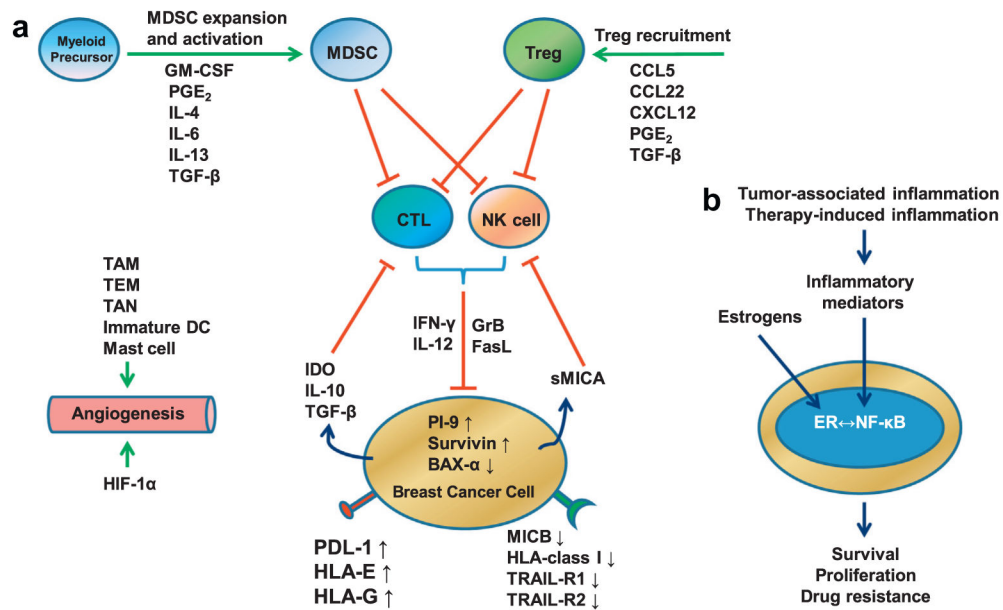 a
Myeloid
Precursor
MDSC expansion
and activation
GM-CSF
PGE₂
IL-4
IL-6
IL-13
TGF-β
MDSC
Treg
Treg recruitment
CCL5
CCL22
CXCL12
PGE₂
TGF-β
CTL
NK cell
TAM
TEM
TAN
Immature DC
Mast cell
Angiogenesis
HIF-1α
IFN-γ
IL-12
GrB
FasL
IDO
IL-10
TGF-β
sMICA
PI-9 ↑
Survivin ↑
BAX-α ↓
Breast Cancer Cell
PDL-1 ↑
HLA-E ↑
HLA-G ↑
MICB ↓
HLA-class I ↓
TRAIL-R1 ↓
TRAIL-R2 ↓
b
Tumor-associated inflammation
Therapy-induced inflammation
Inflammatory
mediators
Estrogens
ER↔NF-κB
Survival
Proliferation
Drug resistance